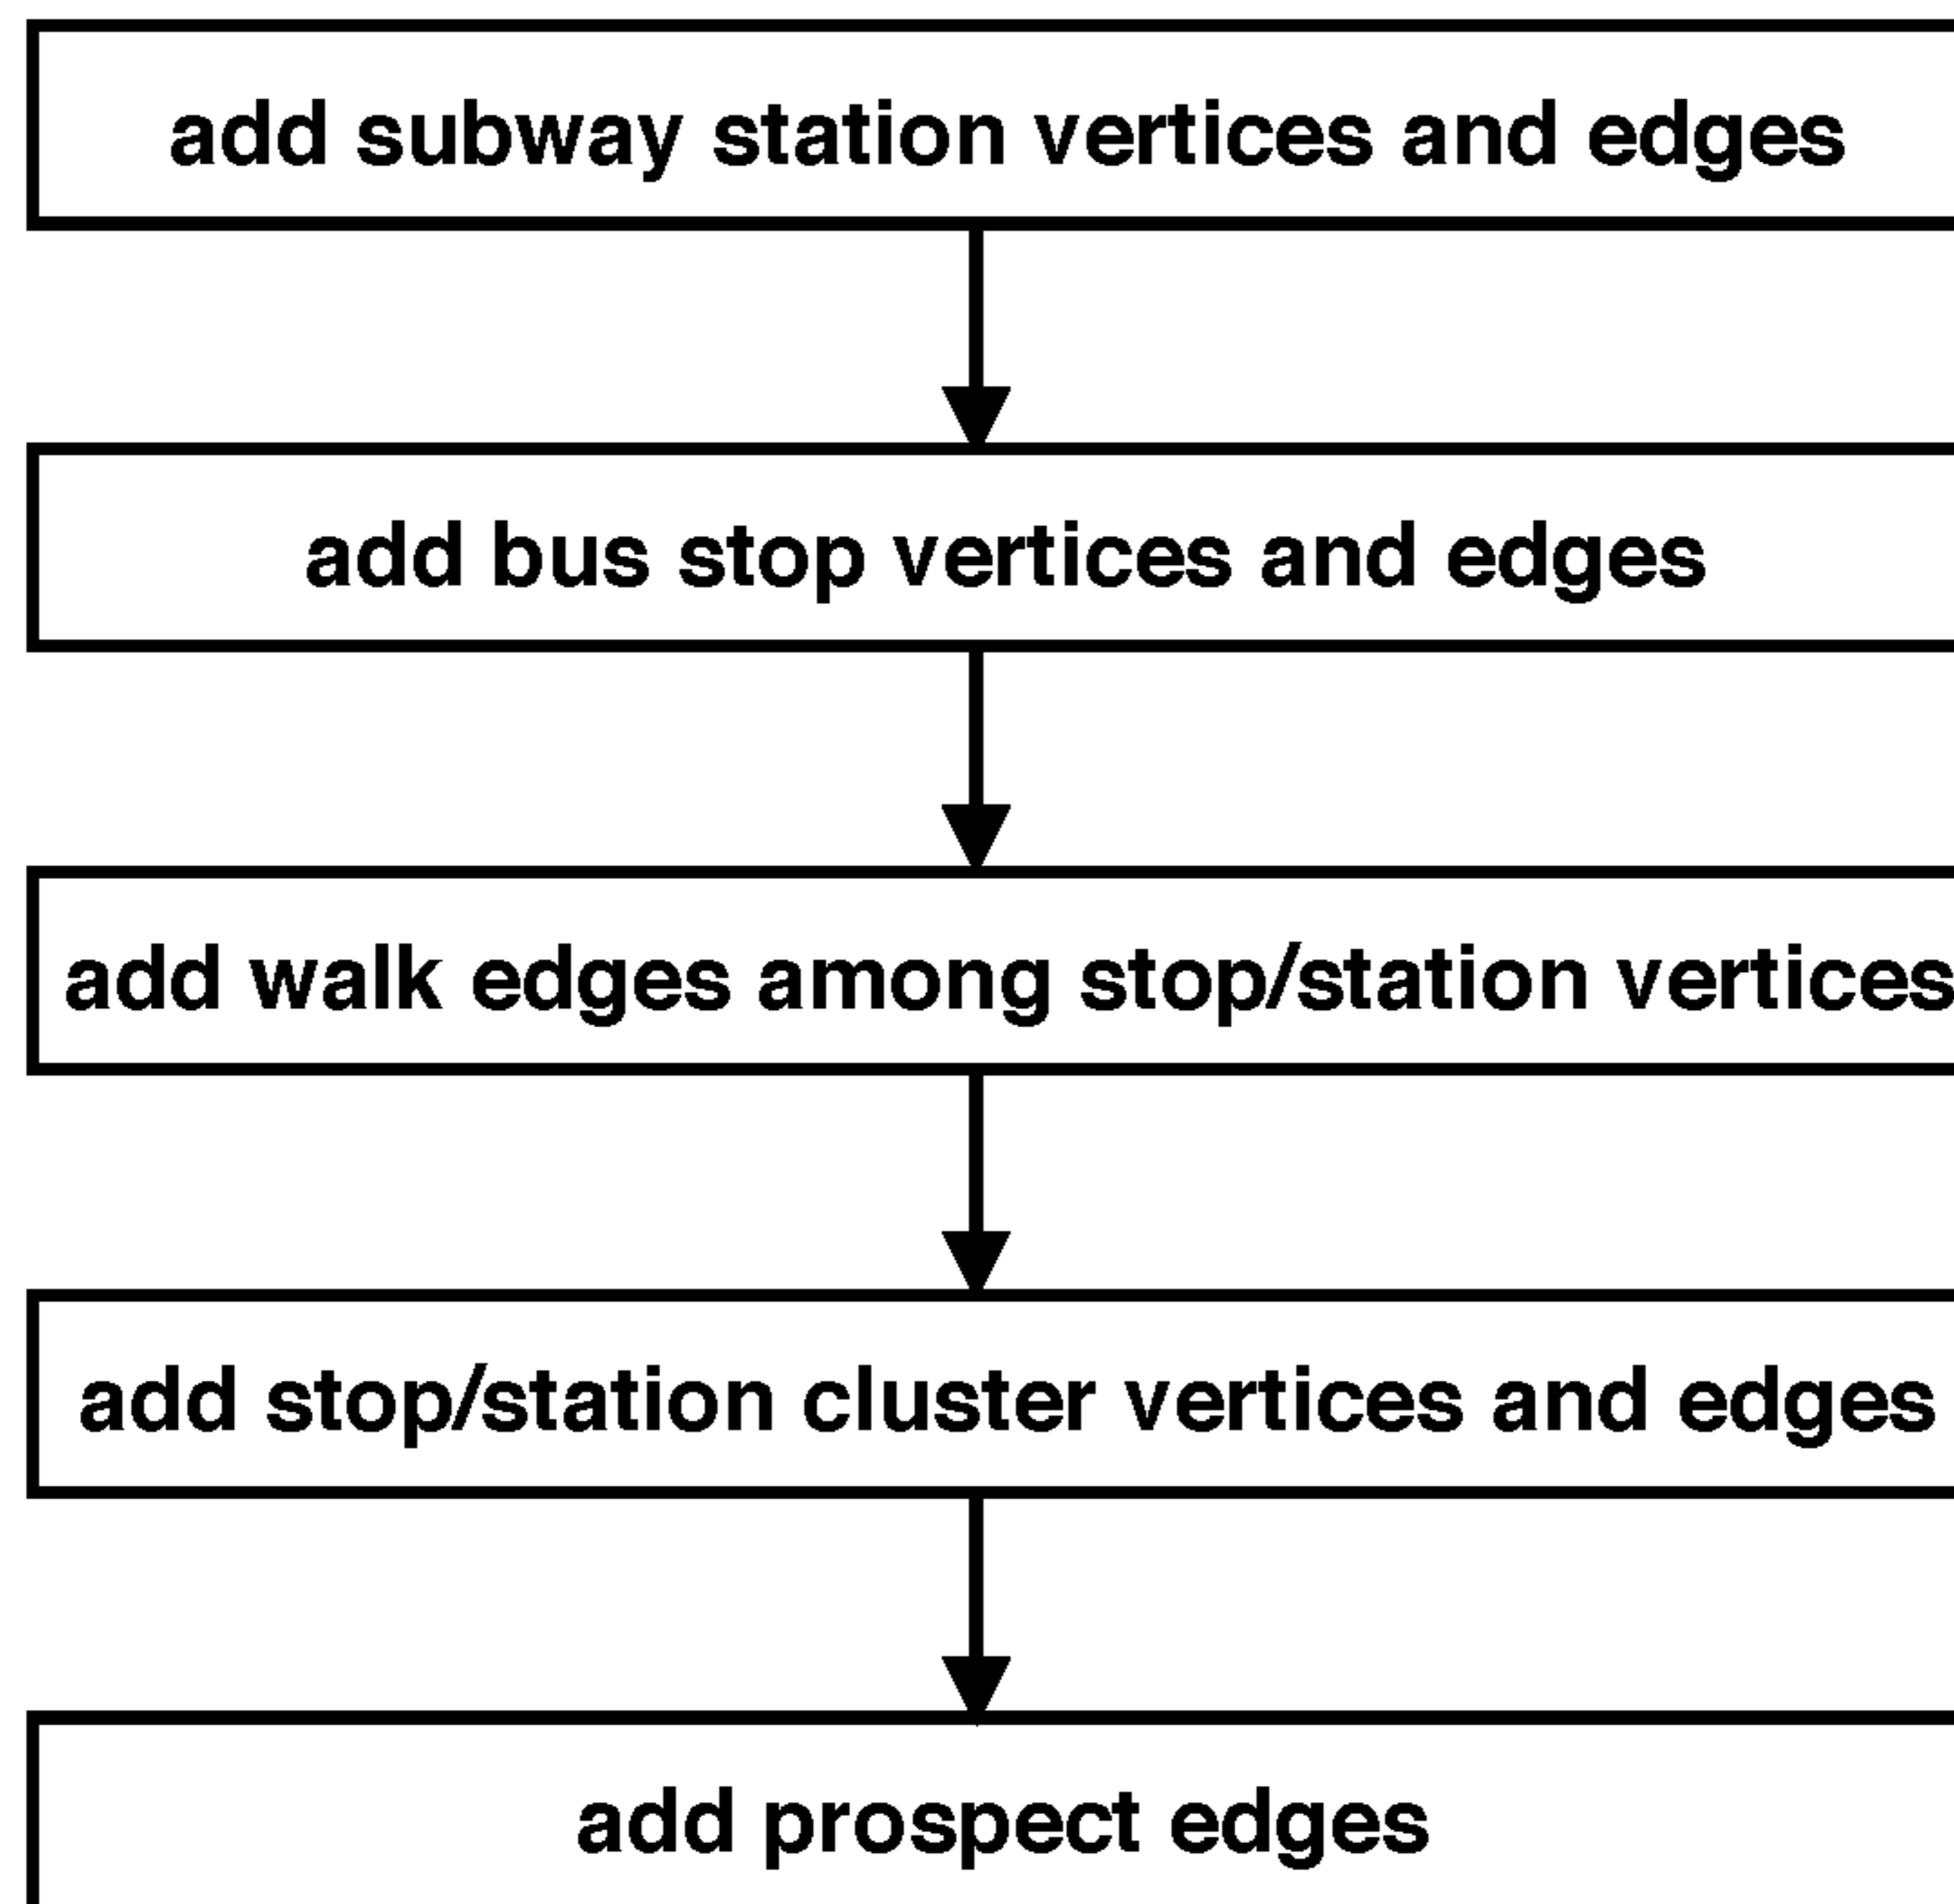 add subway station vertices and edges
add bus stop vertices and edges
add walk edges among stop/station vertices
add stop/station cluster vertices and edges
add prospect edges